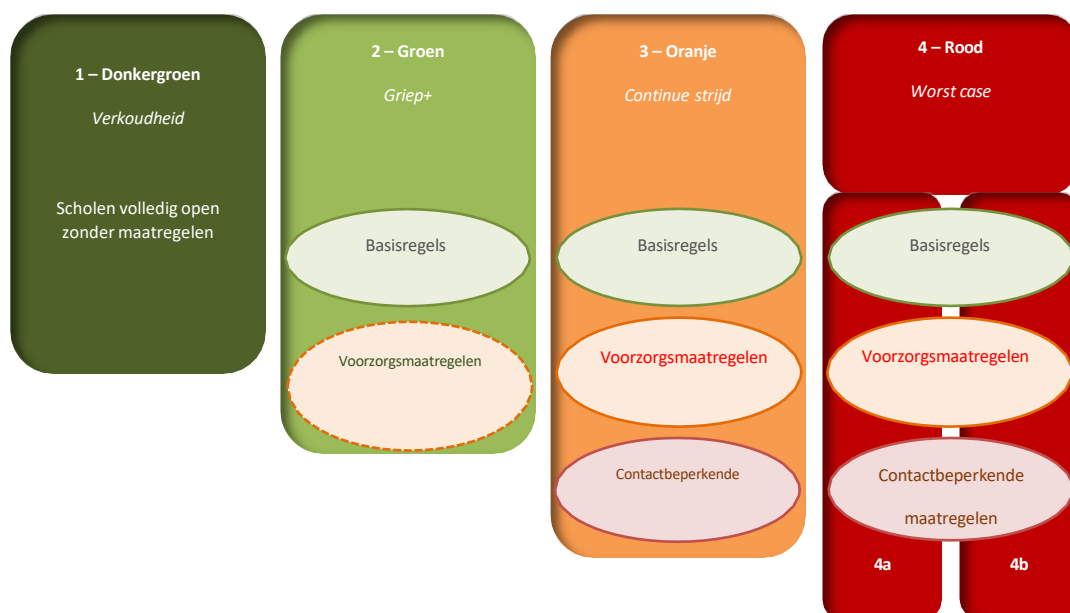 1 – Donkergroen
Verkoudheid
Scholen volledig open
zonder maatregelen
2 – Groen
Griep+
Basisregels
Voorzorgsmaatregelen
3 – Oranje
Continue strijd
Basisregels
Voorzorgsmaatregelen
Contactbeperkende
4 – Rood
Worst case
Basisregels
Voorzorgsmaatregelen
Contactbeperkende
maatregelen
4a
4b